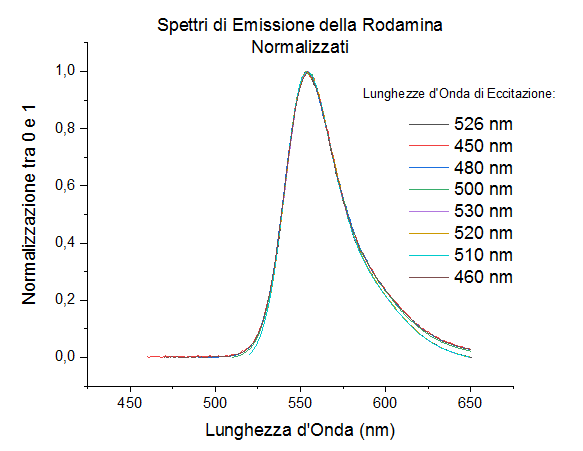 Spettri di Emissione della Rodamina
Normalizzati
Lunghezze d'Onda di Eccitazione:
526 nm
450 nm
480 nm
500 nm
530 nm
520 nm
510 nm
460 nm
Normalizzazione tra 0 e 1
1,0
0,8
0,6
0,4
0,2
0,0
450 500 550 600 650
Lunghezza d'Onda (nm)